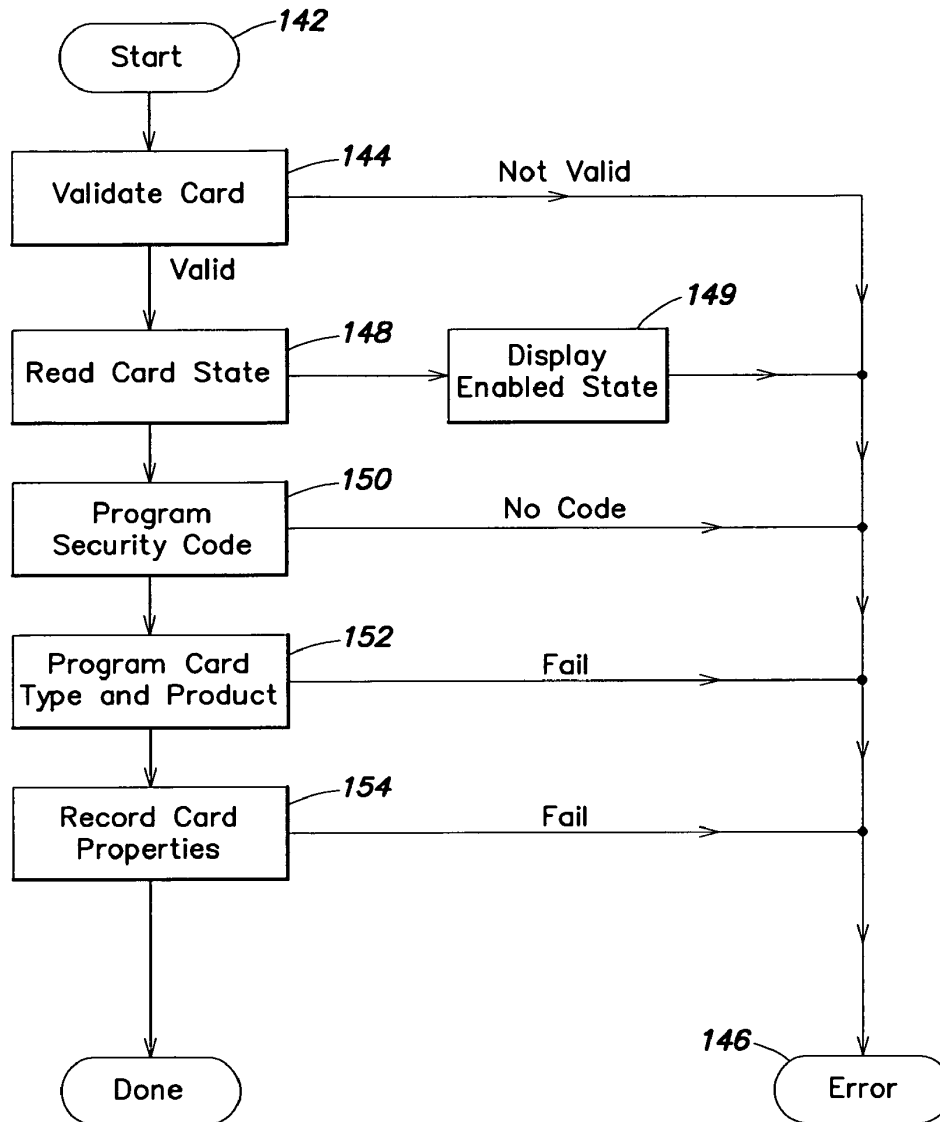 142
Start
144
Validate Card
Not Valid
Valid
148
Read Card State
149
Display
Enabled State
150
Program
Security Code
No Code
152
Program Card
Type and Product
Fail
154
Record Card
Properties
Fail
Done
146
Error